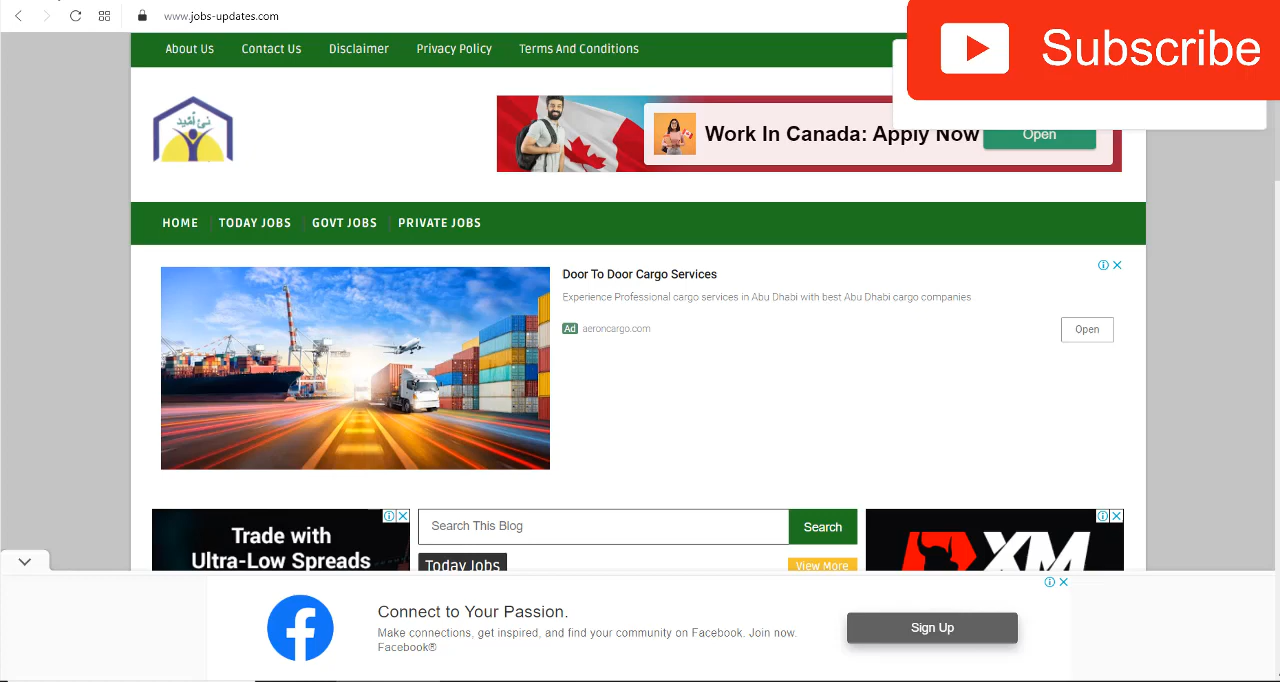 www.jobs-updates.com
Subscribe
About Us
Contact Us
Disclaimer
Privacy Policy
Terms And Conditions
نئی اُمید
Work In Canada: Apply Now
Open
HOME
TODAY JOBS
GOVT JOBS
PRIVATE JOBS
Door To Door Cargo Services
Experience Professional cargo services in Abu Dhabi with best Abu Dhabi cargo companies
Ad aeroncargo.com
Open
Trade with
Ultra-Low Spreads
Search This Blog
Search
XM
Today Jobs
View More
Connect to Your Passion.
Make connections, get inspired, and find your community on Facebook. Join now.
Facebook®
Sign Up